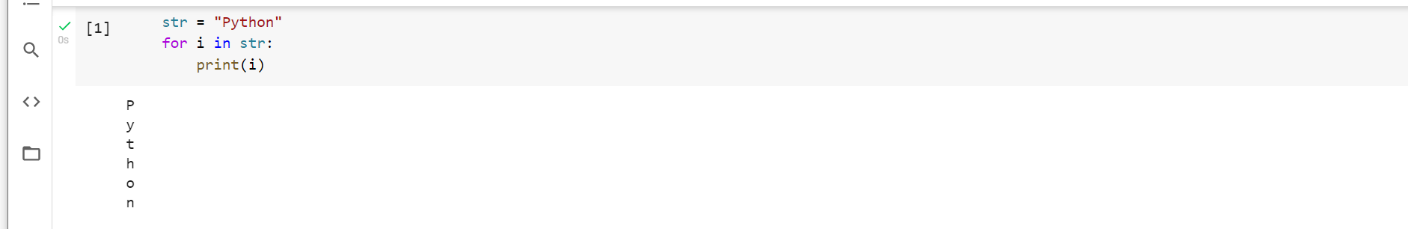 [1] str = "Python"
0s
for i in str:
    print(i)
P
y
t
h
o
n